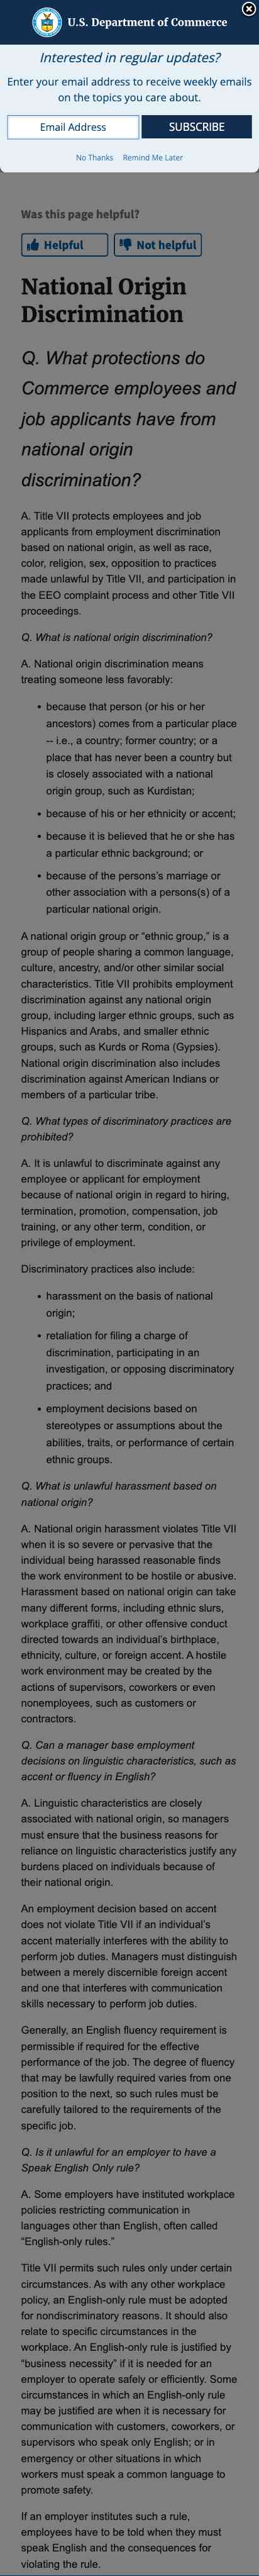 U.S. Department of Commerce
Interested in regular updates?
Enter your email address to receive weekly emails
on the topics you care about.
Email Address
SUBSCRIBE
No Thanks Remind Me Later
Was this page helpful?
Helpful
Not helpful
National Origin
Discrimination
Q. What protections do
Commerce employees and
job applicants have from
national origin
discrimination?
A. Title VII protects employees and job
applicants from employment discrimination
based on national origin, as well as race,
color, religion, sex, opposition to practices
made unlawful by Title VII, and participation in
the EEO complaint process and other Title VII
proceedings.
Q. What is national origin discrimination?
A. National origin discrimination means
treating someone less favorably:
• because that person (or his or her
ancestors) comes from a particular place
-- i.e., a country; former country; or a
place that has never been a country but
is closely associated with a national
origin group, such as Kurdistan;
• because of his or her ethnicity or accent;
• because it is believed that he or she has
a particular ethnic background; or
• because of the persons's marriage or
other association with a persons(s) of a
particular national origin.
A national origin group or "ethnic group," is a
group of people sharing a common language,
culture, ancestry, and/or other similar social
characteristics. Title VII prohibits employment
discrimination against any national origin
group, including larger ethnic groups, such as
Hispanics and Arabs, and smaller ethnic
groups, such as Kurds or Roma (Gypsies).
National origin discrimination also includes
discrimination against American Indians or
members of a particular tribe.
Q. What types of discriminatory practices are
prohibited?
A. It is unlawful to discriminate against any
employee or applicant for employment
because of national origin in regard to hiring,
termination, promotion, compensation, job
training, or any other term, condition, or
privilege of employment.
Discriminatory practices also include:
• harassment on the basis of national
origin;
• retaliation for filing a charge of
discrimination, participating in an
investigation, or opposing discriminatory
practices; and
• employment decisions based on
stereotypes or assumptions about the
abilities, traits, or performance of certain
ethnic groups.
Q. What is unlawful harassment based on
national origin?
A. National origin harassment violates Title VII
when it is so severe or pervasive that the
individual being harassed reasonable finds
the work environment to be hostile or abusive.
Harassment based on national origin can take
many different forms, including ethnic slurs,
workplace graffiti, or other offensive conduct
directed towards an individual's birthplace,
ethnicity, culture, or foreign accent. A hostile
work environment may be created by the
actions of supervisors, coworkers or even
nonemployees, such as customers or
contractors.
Q. Can a manager base employment
decisions on linguistic characteristics, such as
accent or fluency in English?
A. Linguistic characteristics are closely
associated with national origin, so managers
must ensure that the business reasons for
reliance on linguistic characteristics justify any
burdens placed on individuals because of
their national origin.
An employment decision based on accent
does not violate Title VII if an individual's
accent materially interferes with the ability to
perform job duties. Managers must distinguish
between a merely discernible foreign accent
and one that interferes with communication
skills necessary to perform job duties.
Generally, an English fluency requirement is
permissible if required for the effective
performance of the job. The degree of fluency
that may be lawfully required varies from one
position to the next, so such rules must be
carefully tailored to the requirements of the
specific job.
Q. Is it unlawful for an employer to have a
Speak English Only rule?
A. Some employers have instituted workplace
policies restricting communication in
languages other than English, often called
"English-only rules."
Title VII permits such rules only under certain
circumstances. As with any other workplace
policy, an English-only rule must be adopted
for nondiscriminatory reasons. It should also
relate to specific circumstances in the
workplace. An English-only rule is justified by
"business necessity" if it is needed for an
employer to operate safely or efficiently. Some
circumstances in which an English-only rule
may be justified are when it is necessary for
communication with customers, coworkers, or
supervisors who speak only English; or in
emergency or other situations in which
workers must speak a common language to
promote safety.
If an employer institutes such a rule,
employees have to be told when they must
speak English and the consequences for
violating the rule.